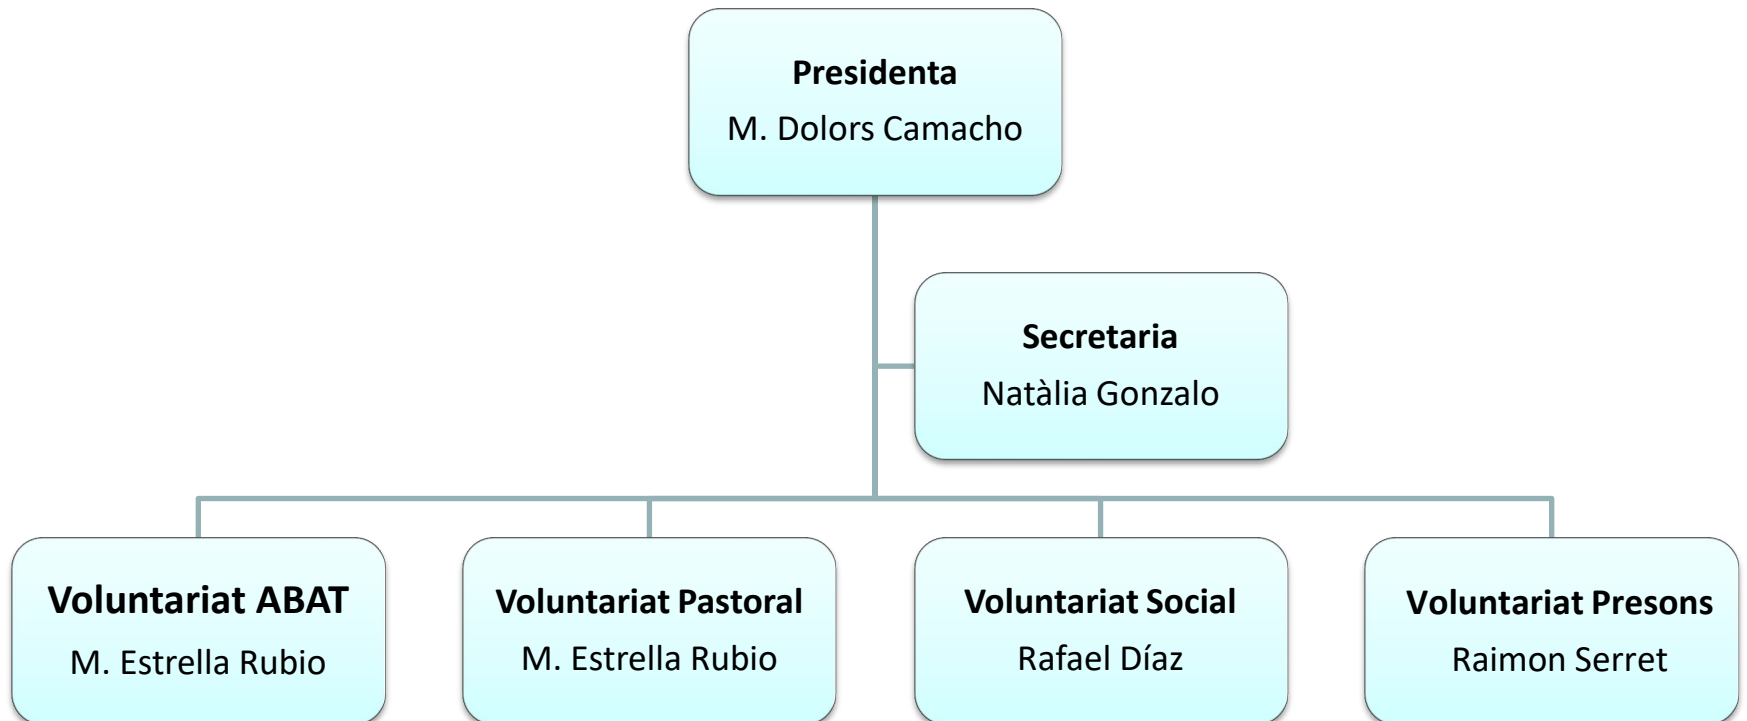 Presidenta
M. Dolors Camacho
Secretaria
Natàlia Gonzalo
Voluntariat ABAT
M. Estrella Rubio
Voluntariat Pastoral
M. Estrella Rubio
Voluntariat Social
Rafael Díaz
Voluntariat Presons
Raimon Serret